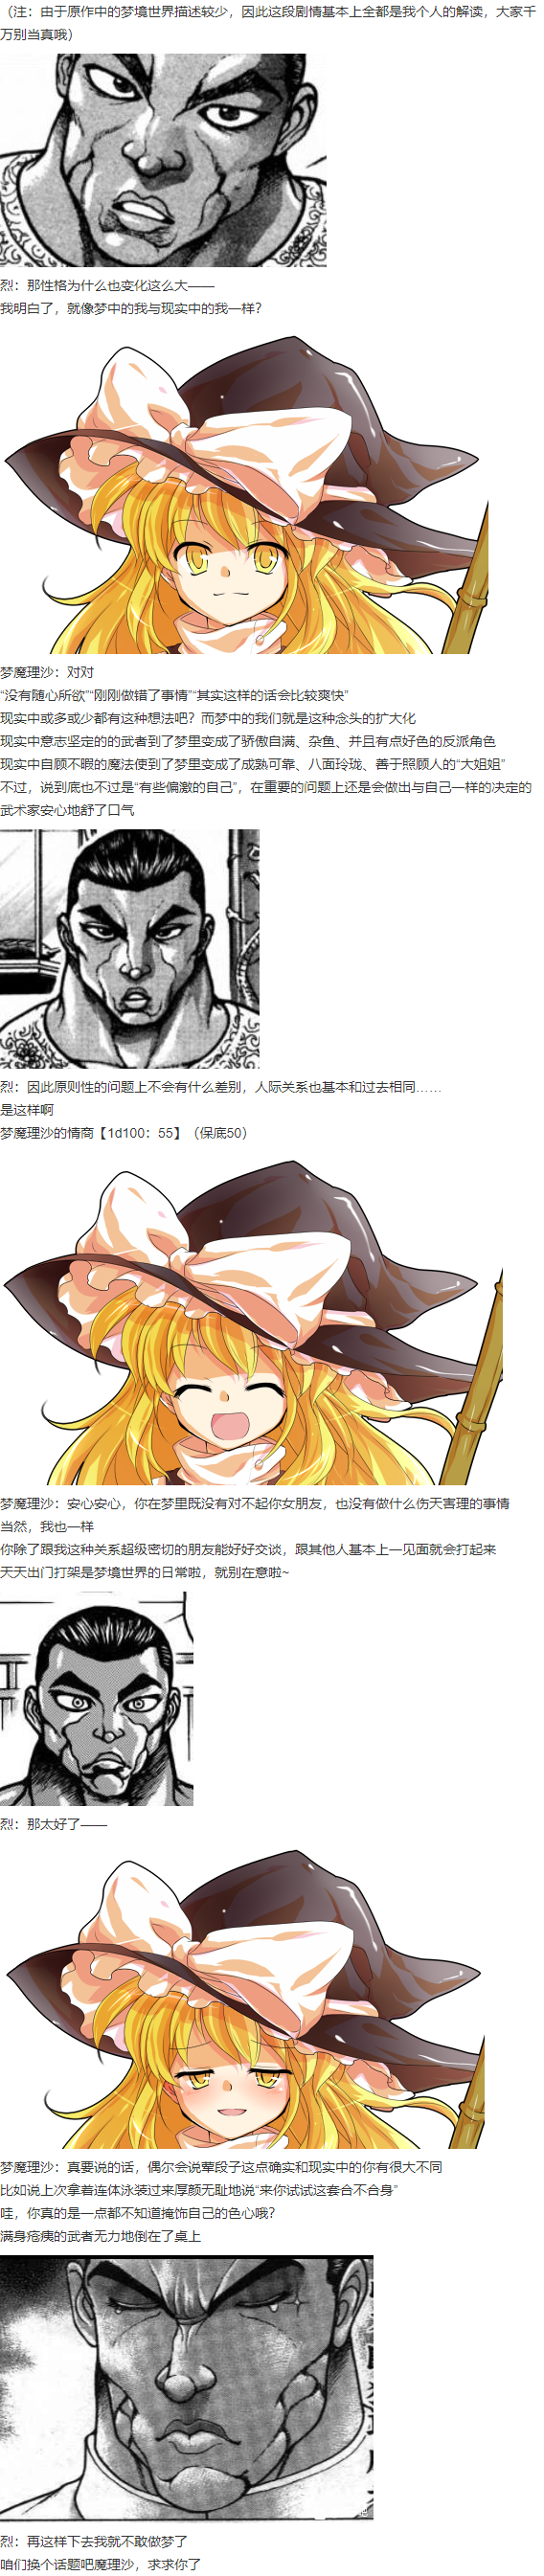 （注：由于原作中的梦境世界描述较少，因此这段剧情基本上全都是我个人的解读，大家千
万别当真哦）
烈：那性格为什么也变化这么大——
我明白了，就像梦中的我与现实中的我一样？
梦魔理沙：对对
“没有随心所欲”“刚刚做错了事情”“其实这样的话会比较爽快”
现实中或多或少都有这种想法吧？而梦中的我们就是这种念头的扩大化
现实中意志坚定的的武者到了梦里变成了骄傲自满、杂鱼、并且有点好色的反派角色
现实中自顾不暇的魔法使到了梦里变成了成熟可靠、八面玲珑、善于照顾人的“大姐姐”
不过，说到底也不过是“有些偏激的自己”，在重要的问题上还是会做出与自己一样的决定的
武术家安心地舒了口气
烈：因此原则性的问题上不会有什么差别，人际关系也基本和过去相同……
是这样啊
梦魔理沙的情商【1d100：55】（保底50）
梦魔理沙：安心安心，你在梦里既没有对不起你女朋友，也没有做什么伤天害理的事情
当然，我也一样
你除了跟我这种关系超级密切的朋友能好好交谈，跟其他人基本上一见面就会打起来
天天出门打架是梦境世界的日常啦，就别在意啦~
烈：那太好了——
梦魔理沙：真要说的话，偶尔会说荤段子这点确实和现实中的你有很大不同
比如说上次拿着连体泳装过来厚颜无耻地说“来你试试这套合不合身”
哇，你真的是一点都不知道掩饰自己的色心哦？
满身疮痍的武者无力地倒在了桌上
烈：再这样下去我就不敢做梦了
咱们换个话题吧魔理沙，求求你了